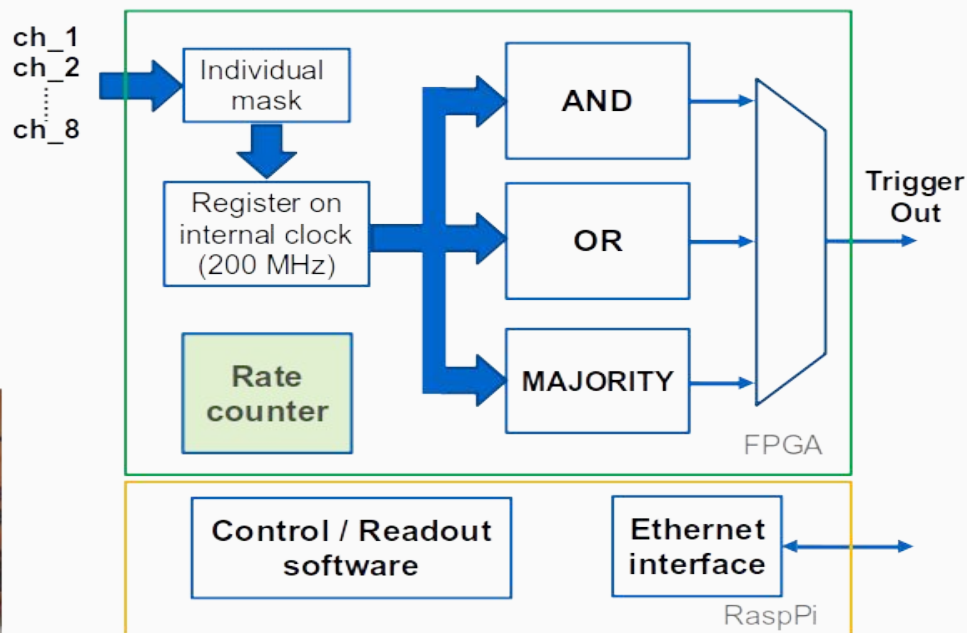 ch_1
ch_2
ch_8
Individual
mask
Register on
internal clock
(200 MHz)
Rate
counter
AND
OR
MAJORITY
Trigger
Out
FPGA
Control / Readout
software
Ethernet
interface
RaspPi